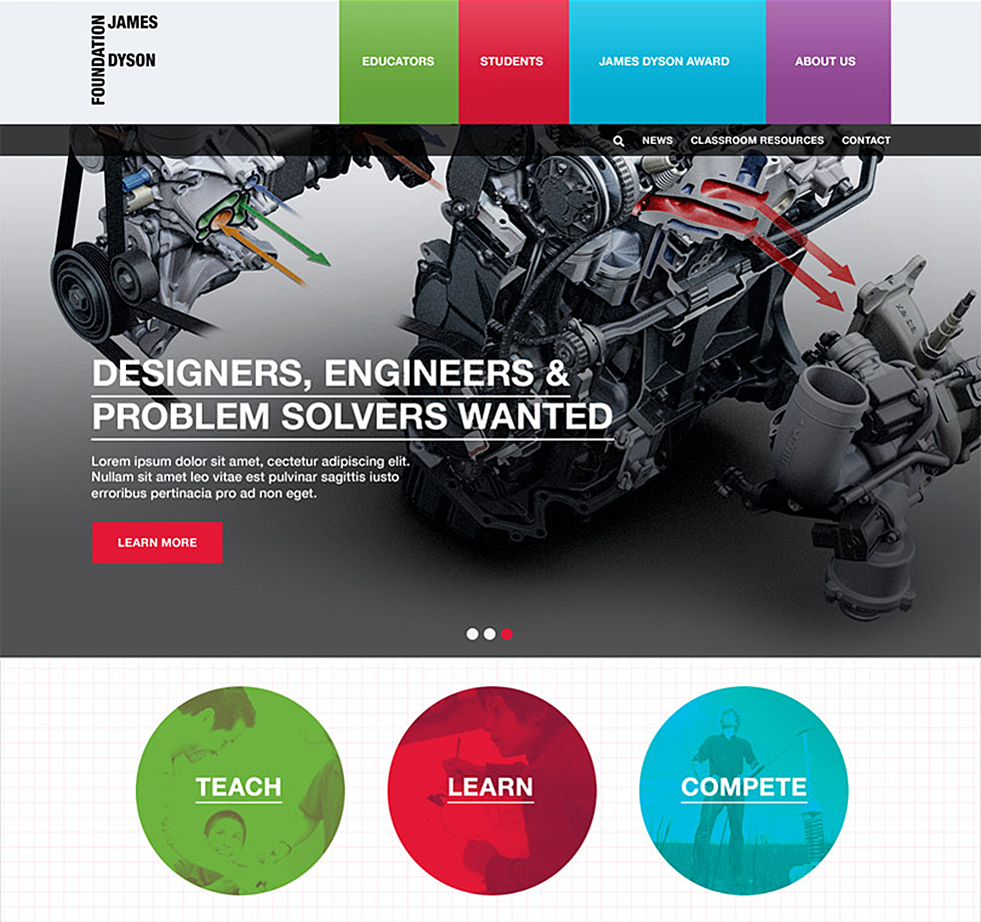 FOUNDATION
JAMES
DYSON
EDUCATORS
STUDENTS
JAMES DYSON AWARD
ABOUT US
NEWS
CLASSROOM RESOURCES
CONTACT
DESIGNERS, ENGINEERS &
PROBLEM SOLVERS WANTED
Lorem ipsum dolor sit amet, cectetur adipiscing elit.
Nullam sit amet leo vitae est pulvinar sagittis iusto
erroribus pertinacia pro ad non eget.
LEARN MORE
TEACH
LEARN
COMPETE